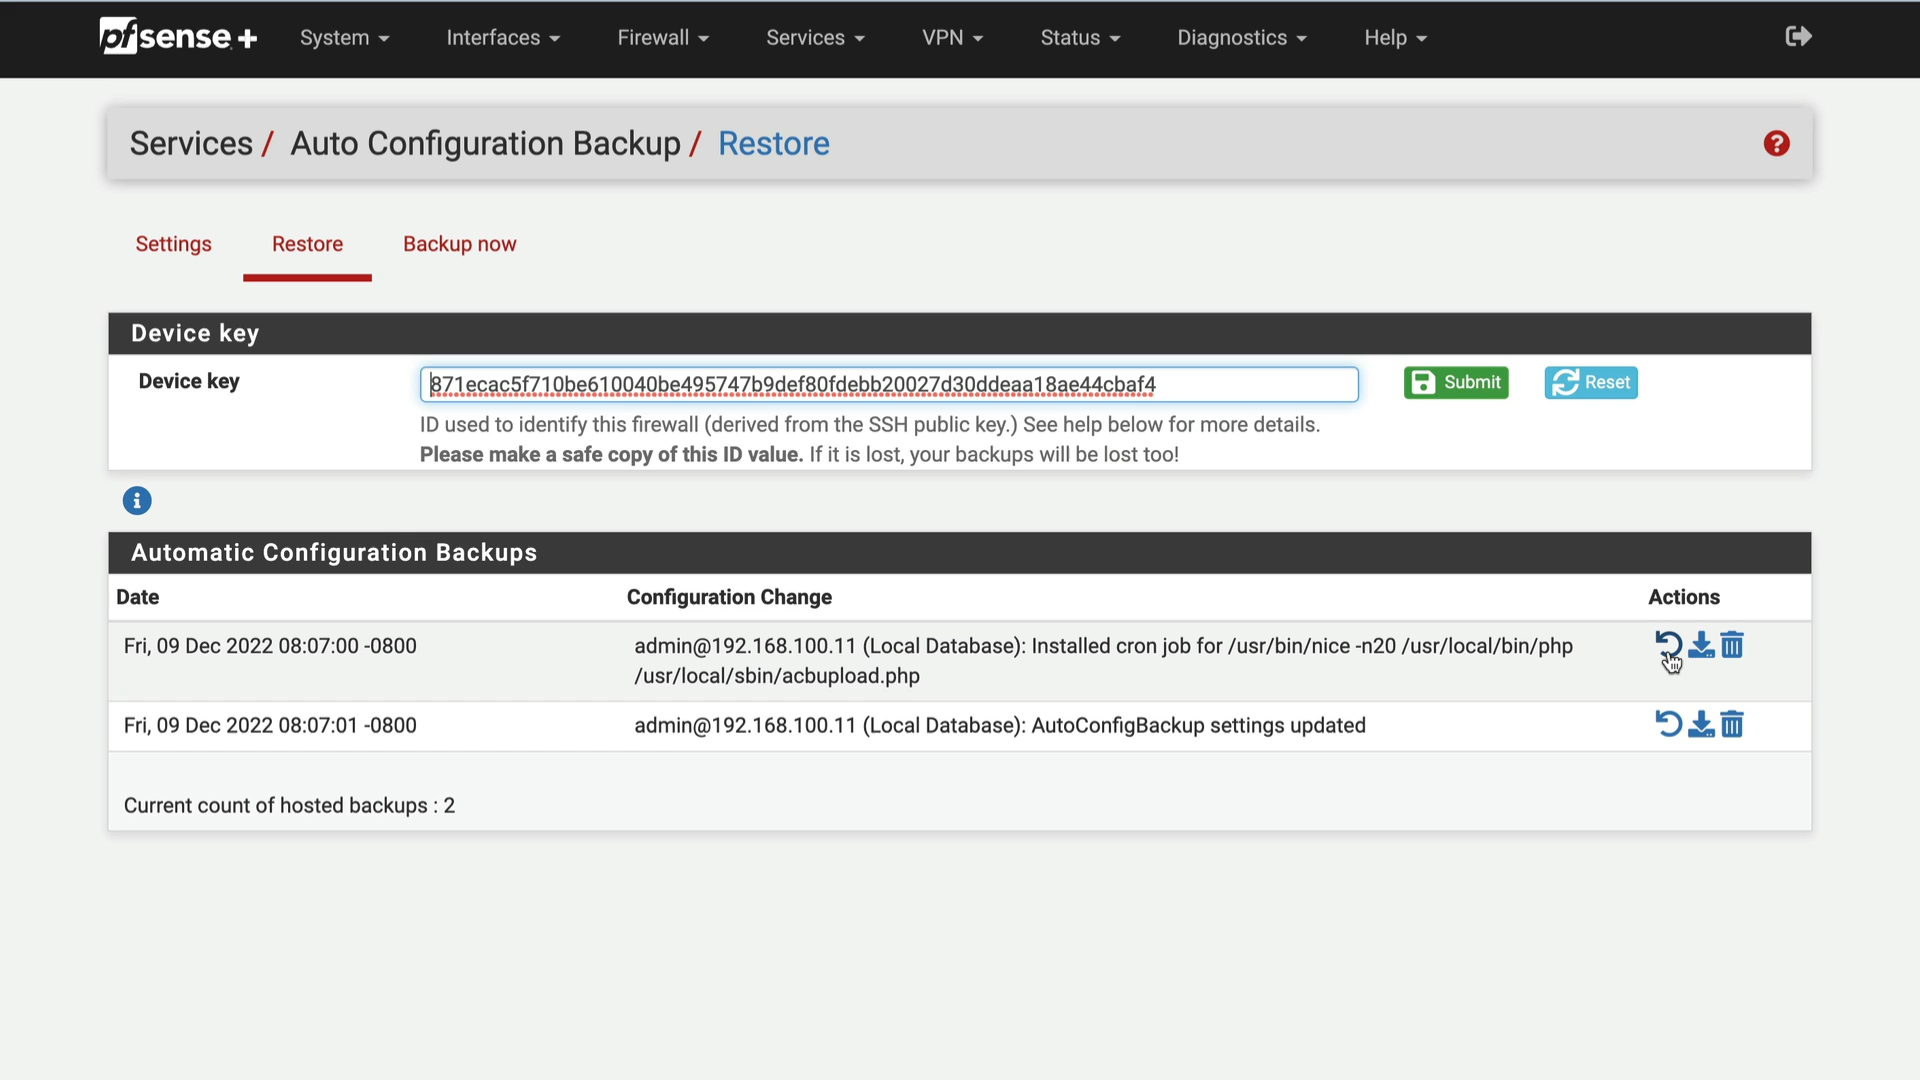 pfsense + System Interfaces Firewall Services VPN Status Diagnostics Help
Services / Auto Configuration Backup / Restore
Settings Restore Backup now
Device key
Device key 871ecac5f710be610040be495747b9def80fdebb20027d30ddeaa18ae44cbaf4 Submit Reset
ID used to identify this firewall (derived from the SSH public key.) See help below for more details.
Please make a safe copy of this ID value. If it is lost, your backups will be lost too!
Automatic Configuration Backups
Date Configuration Change Actions
Fri, 09 Dec 2022 08:07:00 -0800 admin@192.168.100.11 (Local Database): Installed cron job for /usr/bin/nice -n20 /usr/local/bin/php
/usr/local/sbin/acbupload.php
Fri, 09 Dec 2022 08:07:01 -0800 admin@192.168.100.11 (Local Database): AutoConfigBackup settings updated
Current count of hosted backups : 2